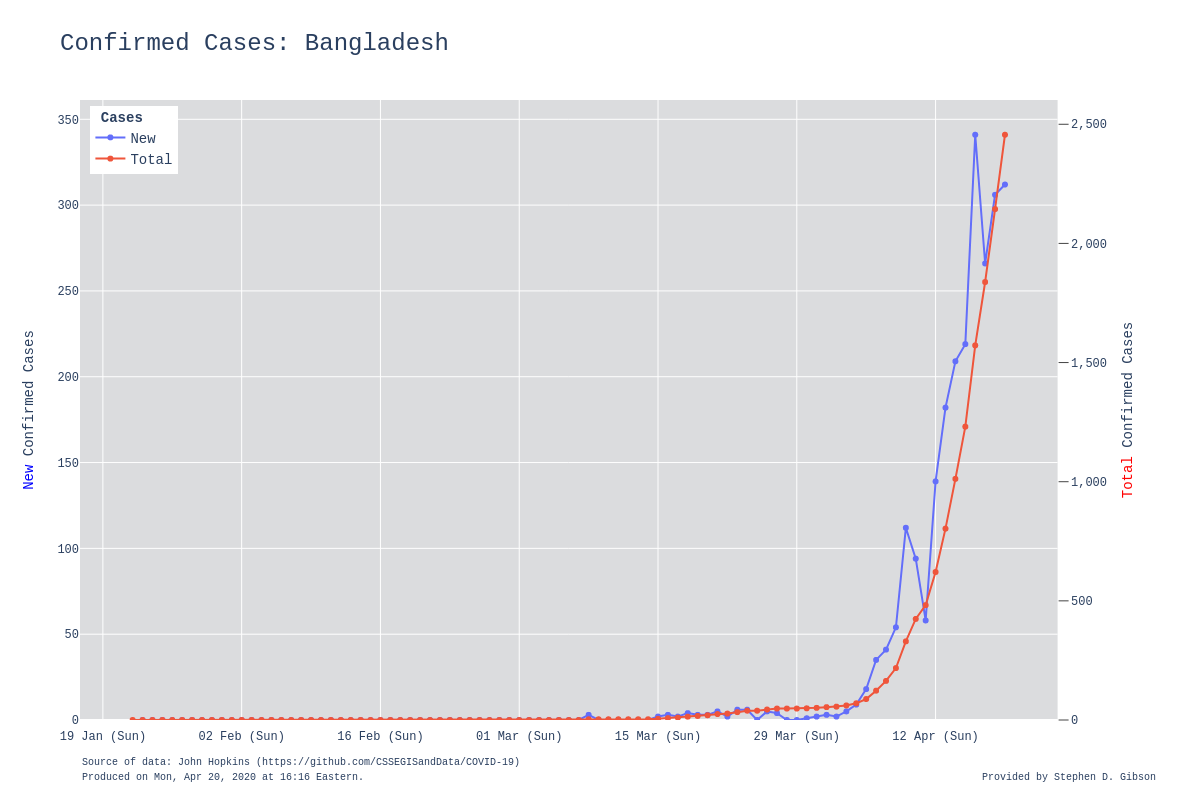 Confirmed Cases: Bangladesh
Cases
New
Total
350
300
250
200
150
100
50
0
2,500
2,000
1,500
1,000
500
0
New Confirmed Cases
Total Confirmed Cases
19 Jan (Sun) 02 Feb (Sun) 16 Feb (Sun) 01 Mar (Sun) 15 Mar (Sun) 29 Mar (Sun) 12 Apr (Sun)
Source of data: John Hopkins (https://github.com/CSSEGISandData/COVID-19)
Produced on Mon, Apr 20, 2020 at 16:16 Eastern.
Provided by Stephen D. Gibson